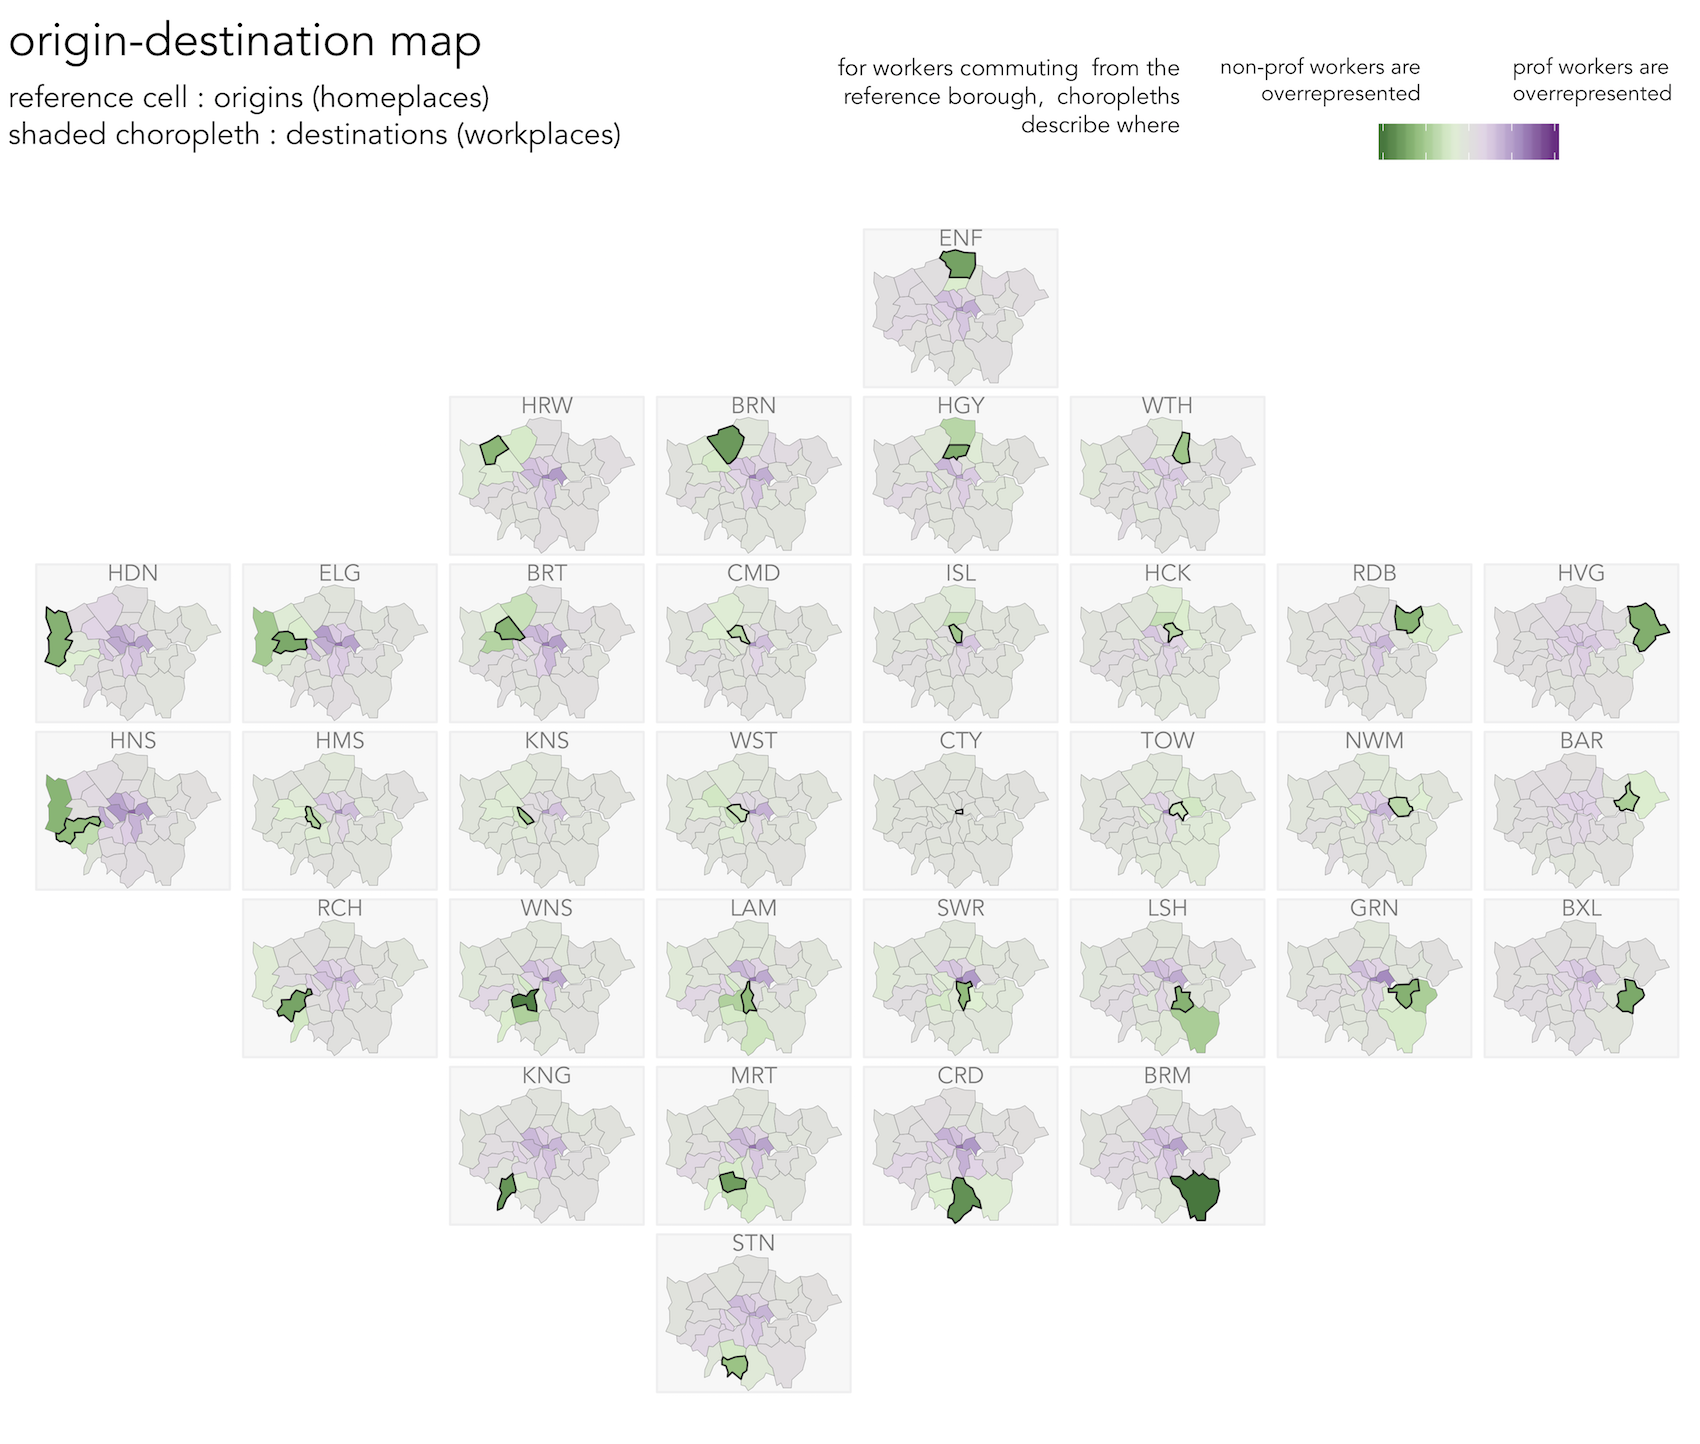 origin-destination map
reference cell : origins (homeplaces)
shaded choropleth : destinations (workplaces)
for workers commuting from the
reference borough, choropleths
describe where
non-prof workers are
overrepresented
prof workers are
overrepresented
ENF
HRW
BRN
HGY
WTH
HDN
ELG
BRT
CMD
ISL
HCK
RDB
HVG
HNS
HMS
KNS
WST
CTY
TOW
NWM
BAR
RCH
WNS
LAM
SWR
LSH
GRN
BXL
KNG
MRT
CRD
BRM
STN